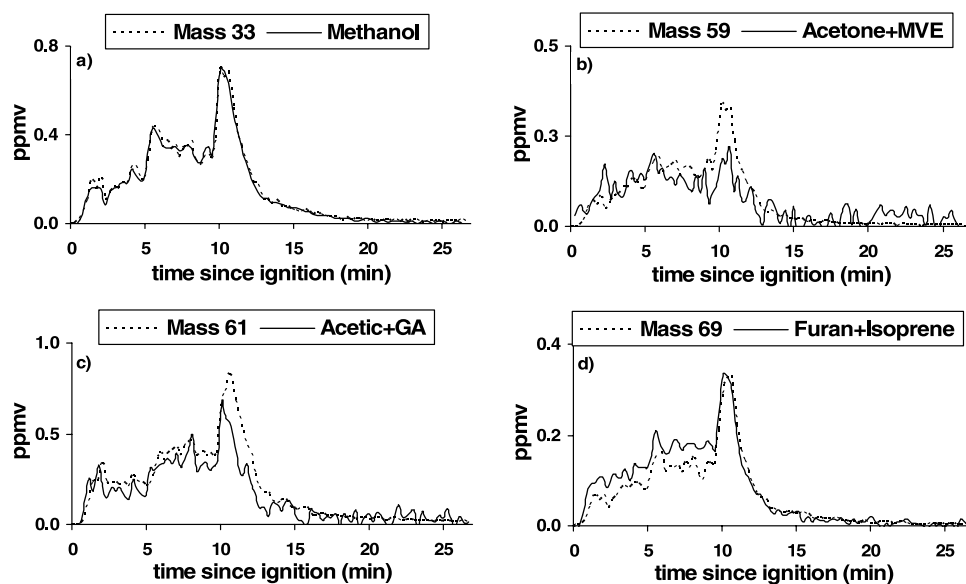 Mass 33 Methanol
a)
0.8
0.4
0.0
ppmv
0 5 10 15 20 25
time since ignition (min)
Mass 59 Acetone+MVE
b)
0.5
0.3
0.0
ppmv
0 5 10 15 20 25
time since ignition (min)
Mass 61 Acetic+GA
c)
1.0
0.5
0.0
ppmv
0 5 10 15 20 25
time since ignition (min)
Mass 69 Furan+Isoprene
d)
0.4
0.2
0.0
ppmv
0 5 10 15 20 25
time since ignition (min)